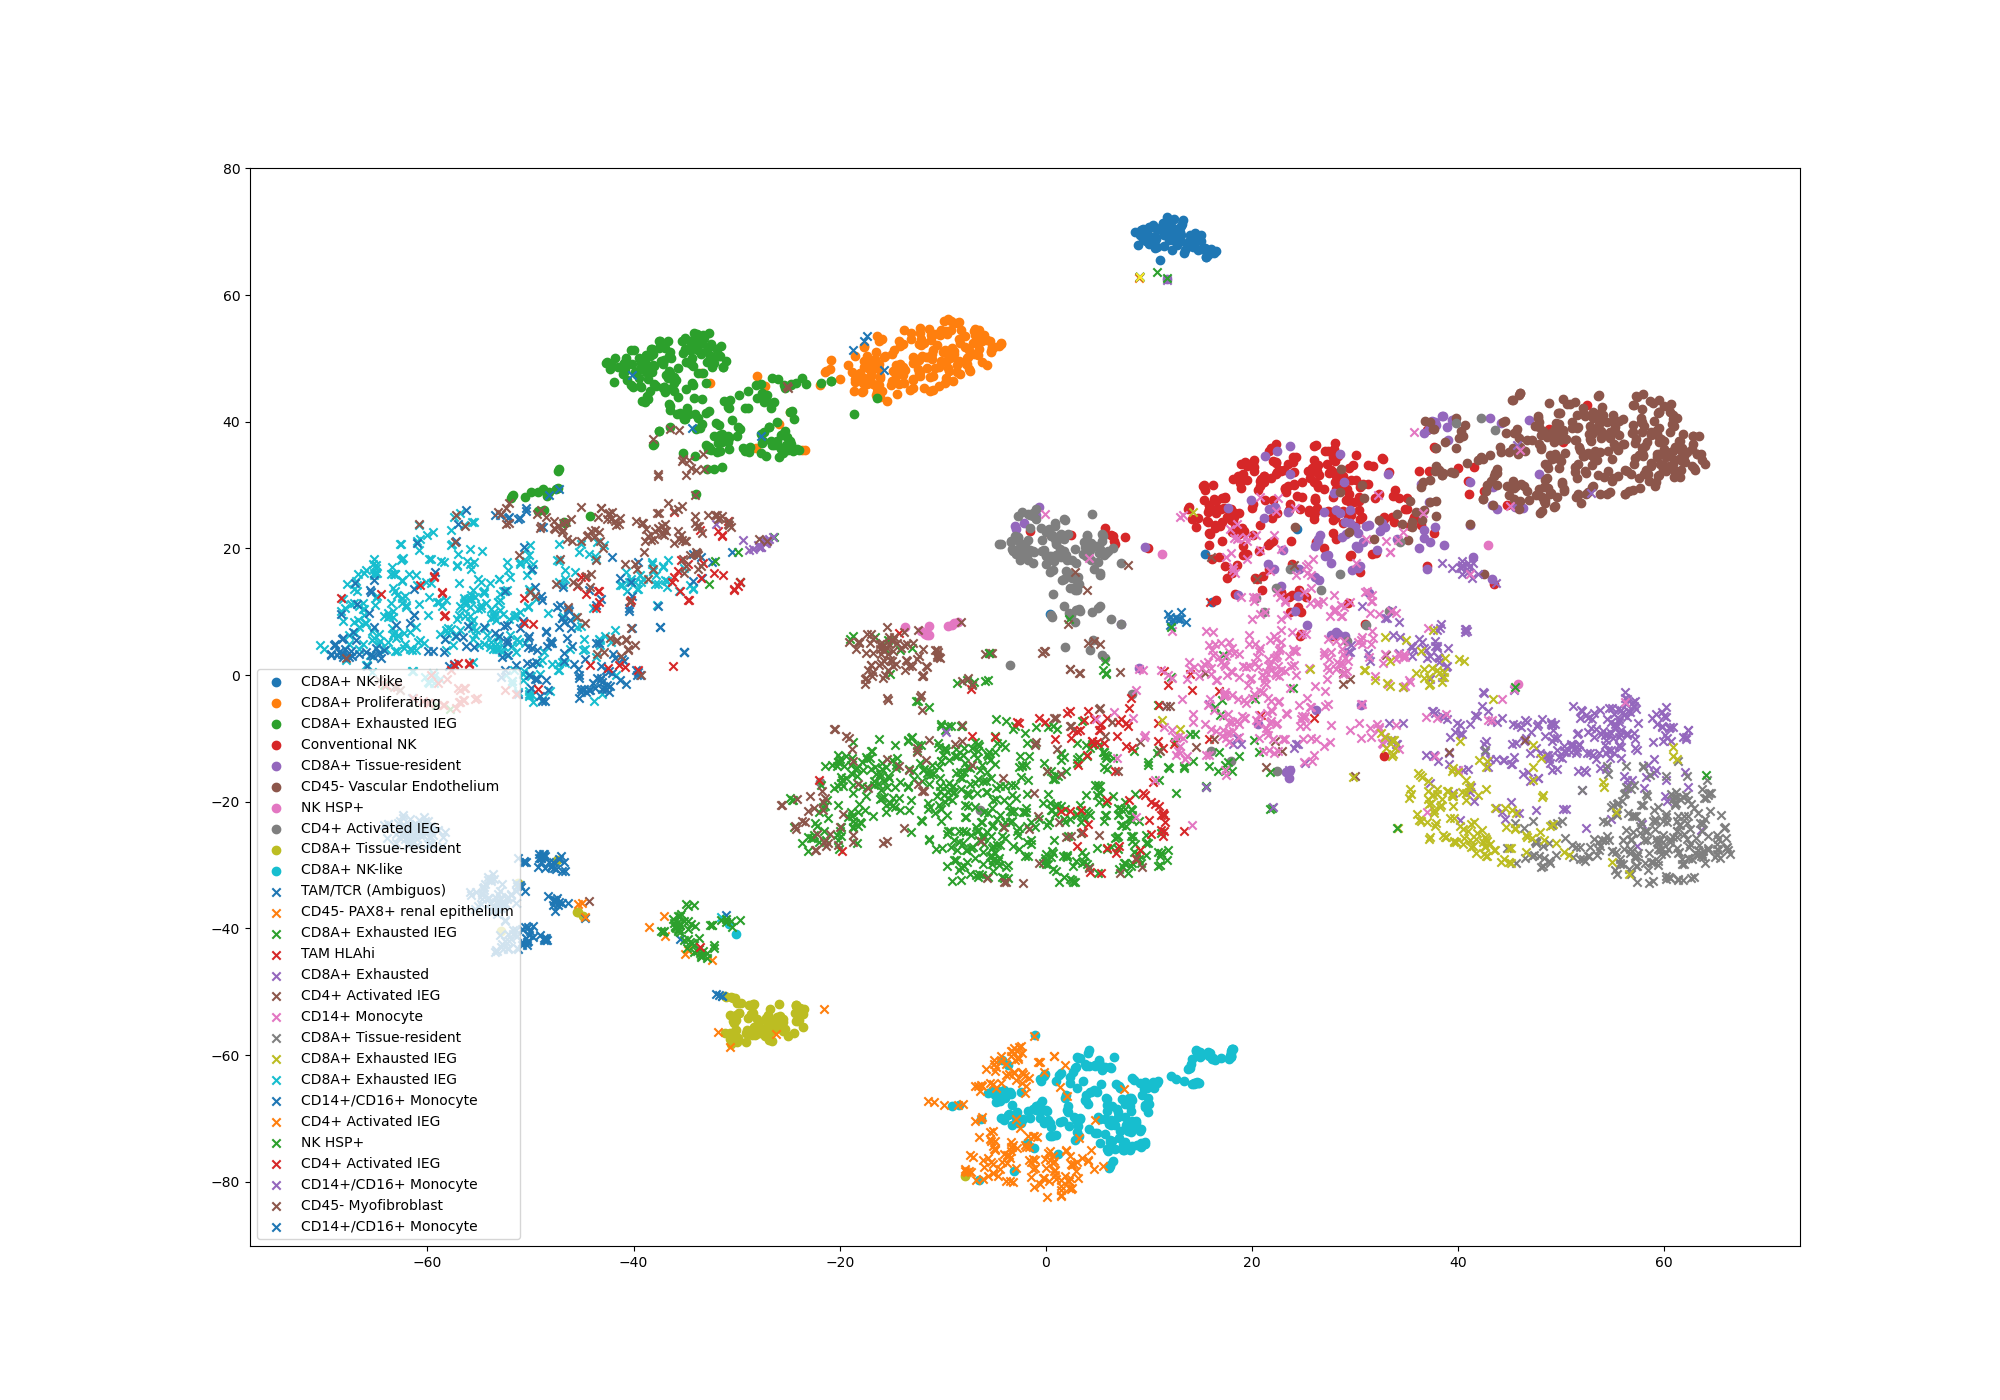 80
60
40
20
0
−20
−40
−60
−80
CD8A+ NK-like
CD8A+ Proliferating
CD8A+ Exhausted IEG
Conventional NK
CD8A+ Tissue-resident
CD45- Vascular Endothelium
NK HSP+
CD4+ Activated IEG
CD8A+ Tissue-resident
CD8A+ NK-like
TAM/TCR (Ambiguos)
CD45- PAX8+ renal epithelium
CD8A+ Exhausted IEG
TAM HLAhi
CD8A+ Exhausted
CD4+ Activated IEG
CD14+ Monocyte
CD8A+ Tissue-resident
CD8A+ Exhausted IEG
CD8A+ Exhausted IEG
CD14+/CD16+ Monocyte
CD4+ Activated IEG
NK HSP+
CD4+ Activated IEG
CD14+/CD16+ Monocyte
CD45- Myofibroblast
CD14+/CD16+ Monocyte
−60 −40 −20 0 20 40 60